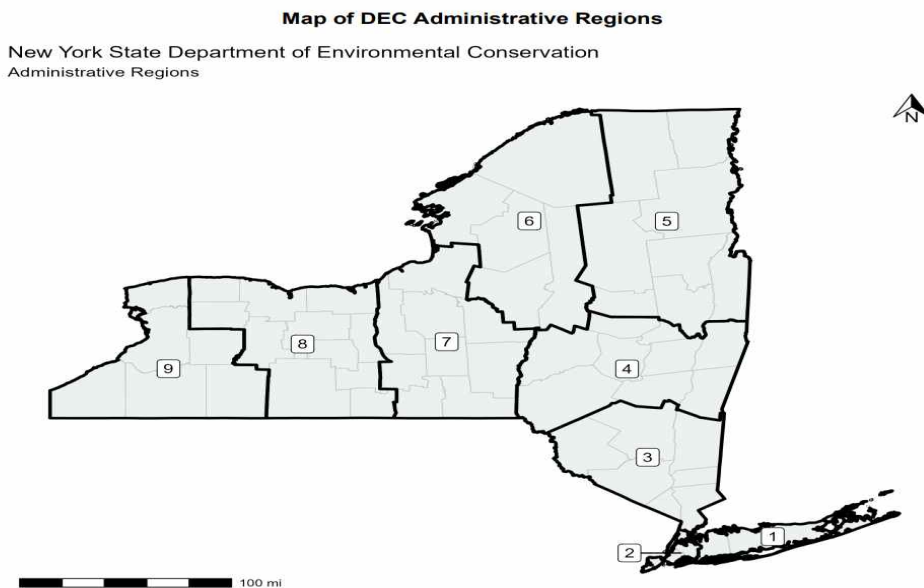 Map of DEC Administrative Regions
New York State Department of Environmental Conservation
Administrative Regions
N
6
5
7
8
4
9
3
1
2
100 mi